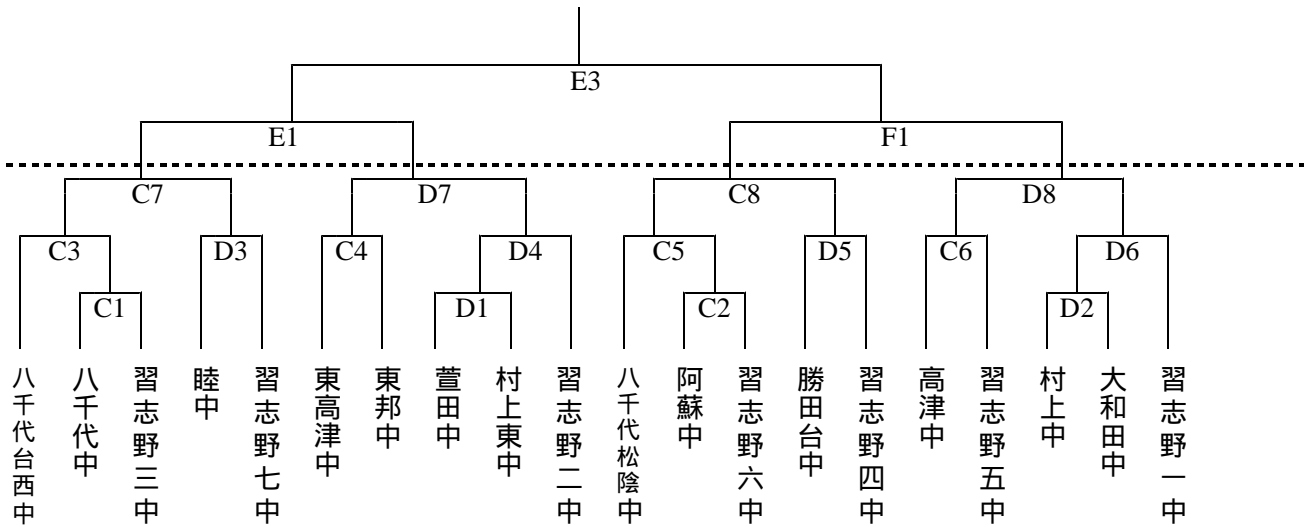 E3
E1
F1
C7
D7
C8
D8
C3
D3
C4
D4
C5
D5
C6
D6
C1
D1
C2
D2
八千代台西中
八千代中
習志野三中
睦中
習志野七中
東高津中
東邦中
萱田中
村上東中
習志野二中
八千代松陰中
阿蘇中
習志野六中
勝田台中
習志野四中
高津中
習志野五中
村上中
大和田中
習志野一中